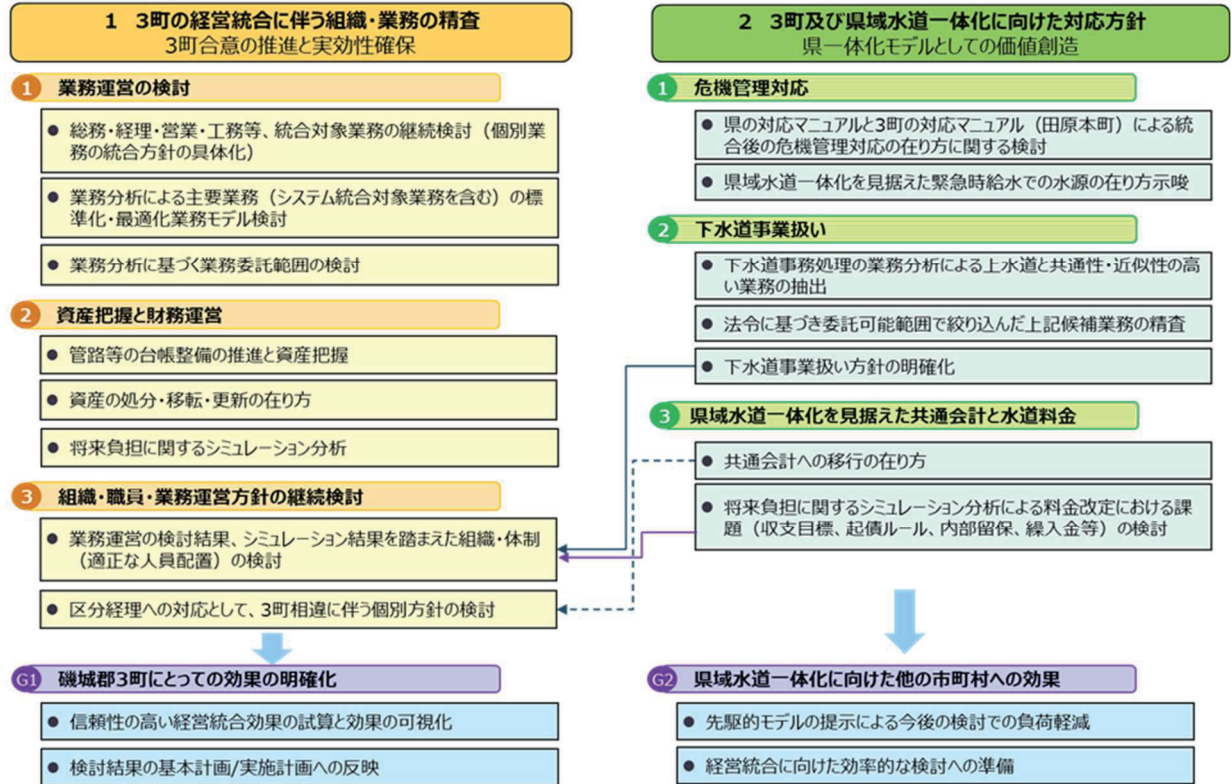 1 3町の経営統合に伴う組織・業務の精査
3町合意の推進と実効性確保
1 業務運営の検討
● 総務・経理・営業・工務等、統合対象業務の継続検討（個別業
務の統合方針の具体化）
● 業務分析による主要業務（システム統合対象業務を含む）の標
準化・最適化業務モデル検討
● 業務分析に基づく業務委託範囲の検討
2 資産把握と財務運営
● 管路等の台帳整備の推進と資産把握
● 資産の処分・移転・更新の在り方
● 将来負担に関するシミュレーション分析
3 組織・職員・業務運営方針の継続検討
● 業務運営の検討結果、シミュレーション結果を踏まえた組織・体制
（適正な人員配置）の検討
● 区分経理への対応として、3町相違に伴う個別方針の検討
G1 磯城郡3町にとっての効果の明確化
● 信頼性の高い経営統合効果の試算と効果の可視化
● 検討結果の基本計画/実施計画への反映
2 3町及び県域水道一体化に向けた対応方針
県一体化モデルとしての価値創造
1 危機管理対応
● 県の対応マニュアルと3町の対応マニュアル（田原本町）による統
合後の危機管理対応の在り方に関する検討
● 県域水道一体化を見据えた緊急時給水での水源の在り方示唆
2 下水道事業扱い
● 下水道事務処理の業務分析による上水道と共通性・近似性の高
い業務の抽出
● 法令に基づき委託可能範囲で絞り込んだ上記候補業務の精査
● 下水道事業扱い方針の明確化
3 県域水道一体化を見据えた共通会計と水道料金
● 共通会計への移行の在り方
● 将来負担に関するシミュレーション分析による料金改定における課
題（収支目標、起債ルール、内部留保、繰入金等）の検討
G2 県域水道一体化に向けた他の市町村への効果
● 先駆的モデルの提示による今後の検討での負荷軽減
● 経営統合に向けた効率的な検討への準備